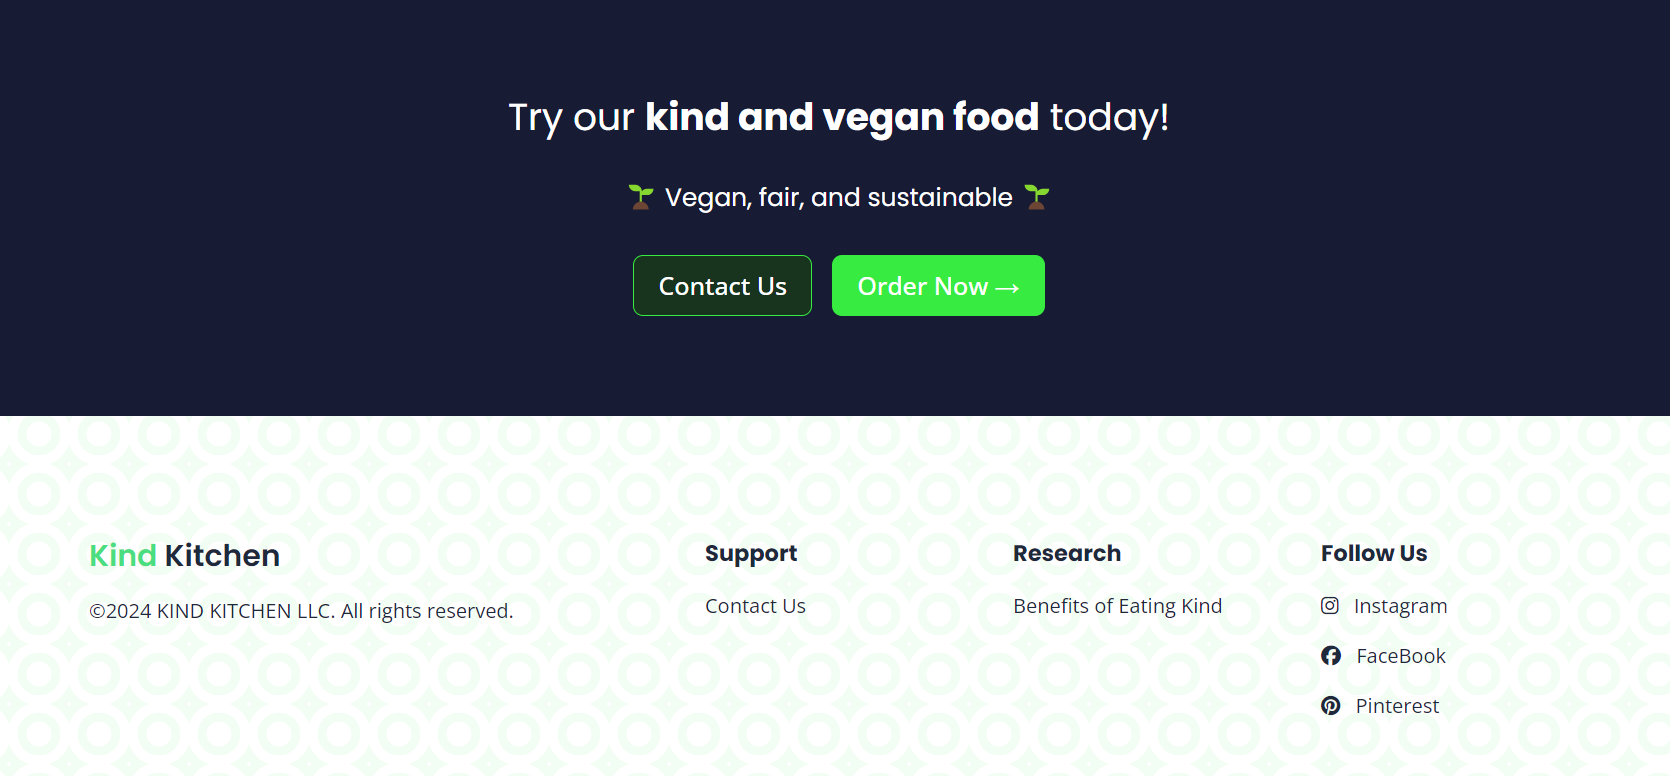 Try our kind and vegan food today!
🌱 Vegan, fair, and sustainable 🌱
Contact Us
Order Now →
Kind Kitchen
©2024 KIND KITCHEN LLC. All rights reserved.
Support
Contact Us
Research
Benefits of Eating Kind
Follow Us
Instagram
FaceBook
Pinterest